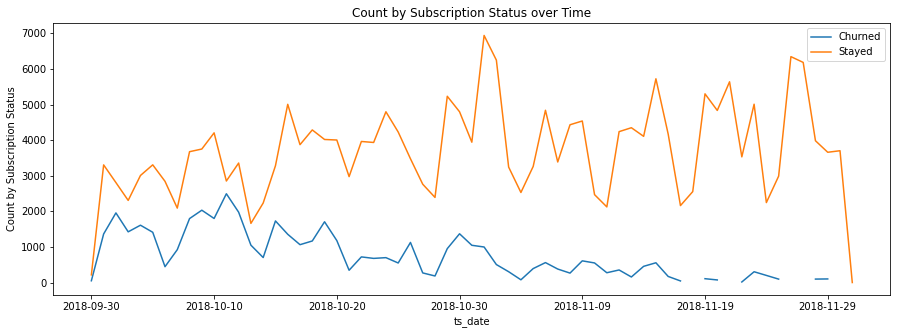 Count by Subscription Status over Time
Count by Subscription Status
7000
6000
5000
4000
3000
2000
1000
0
Churned
Stayed
2018-09-30 2018-10-10 2018-10-20 2018-10-30 2018-11-09 2018-11-19 2018-11-29
ts_date